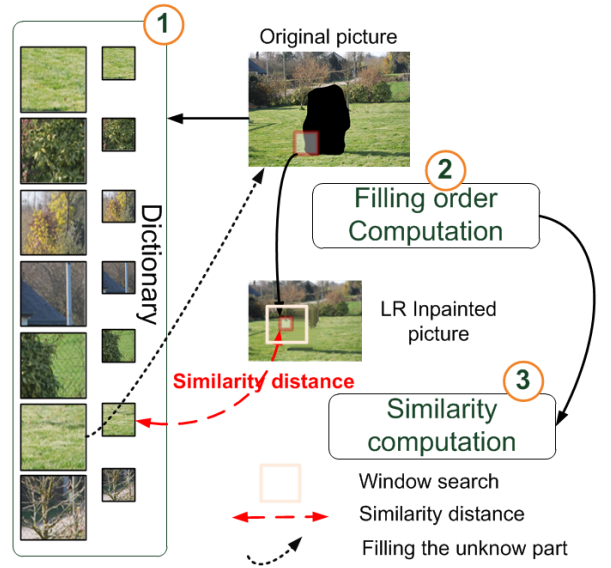 1
Original picture
Dictionary
2
Filling order
Computation
LR Inpainted
picture
Similarity distance
3
Similarity
computation
Window search
Similarity distance
Filling the unknow part